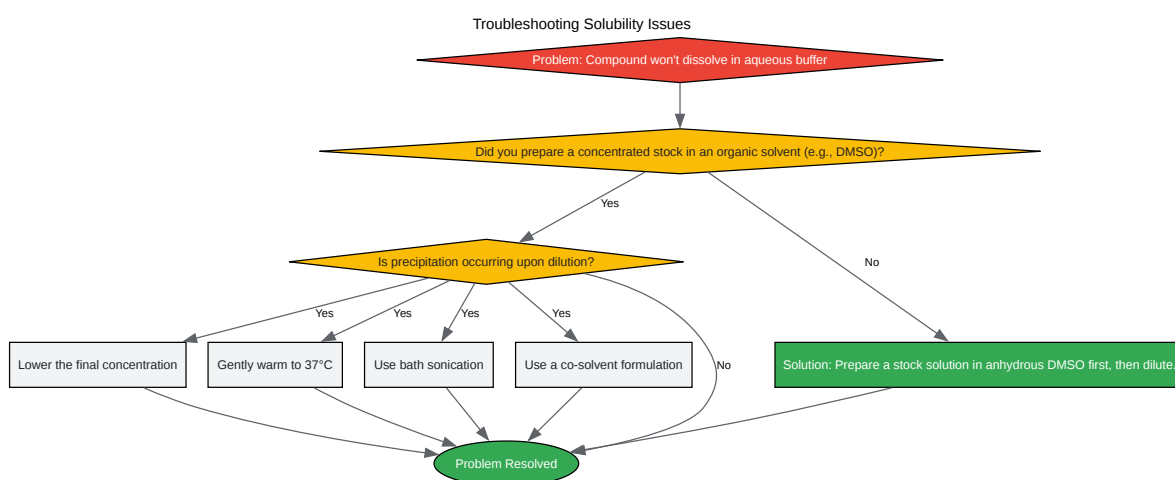 Troubleshooting Solubility Issues
Problem: Compound won't dissolve in aqueous buffer
Did you prepare a concentrated stock in an organic solvent (e.g., DMSO)?
Yes
No
Is precipitation occurring upon dilution?
Yes
Yes
Yes
Yes
No
Lower the final concentration
Gently warm to 37°C
Use bath sonication
Use a co-solvent formulation
Solution: Prepare a stock solution in anhydrous DMSO first, then dilute.
Problem Resolved